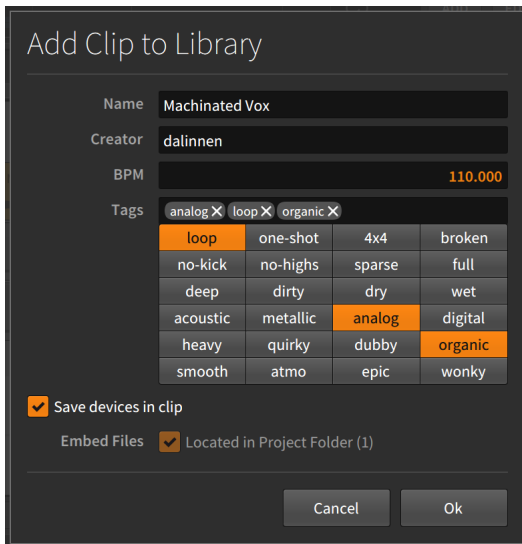 Add Clip to Library
Name Machinated Vox
Creator dalinnen
BPM 110.000
Tags analog loop organic
loop one-shot 4x4 broken
no-kick no-highs sparse full
deep dirty dry wet
acoustic metallic analog digital
heavy quirky dubby organic
smooth atmo epic wonky
Save devices in clip
Embed Files Located in Project Folder (1)
Cancel Ok